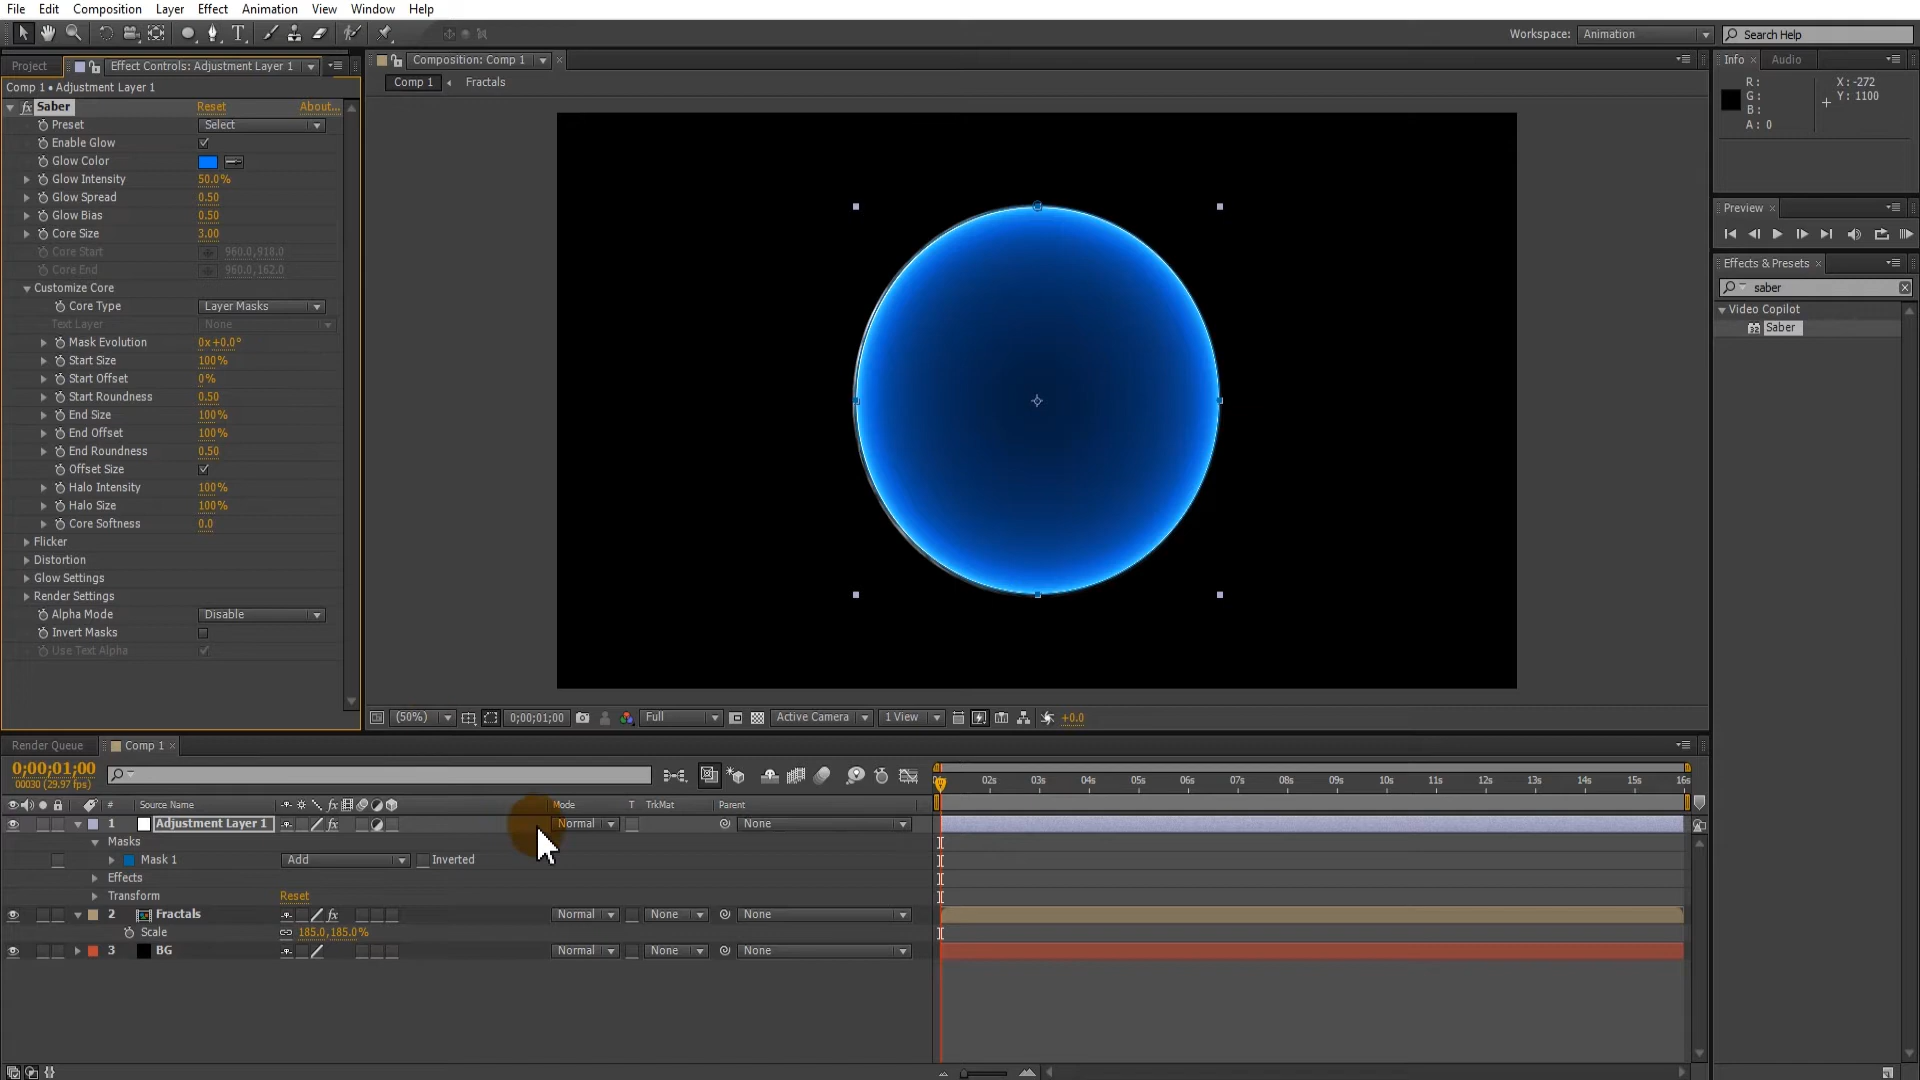 File Edit Composition Layer Effect Animation View Window Help
Workspace: Animation Search Help
Project Effect Controls: Adjustment Layer 1
Comp 1 • Adjustment Layer 1
Saber Reset About...
Preset Select
Enable Glow
Glow Color
Glow Intensity 50.0%
Glow Spread 0.50
Glow Bias 0.50
Core Size 3.00
Core Start 960.0,918.0
Core End 960.0,162.0
Customize Core
Core Type Layer Masks
Text Layer None
Mask Evolution 0x+0.0°
Start Size 100%
Start Offset 0%
Start Roundness 0.50
End Size 100%
End Offset 100%
End Roundness 0.50
Offset Size
Halo Intensity 100%
Halo Size 100%
Core Softness 0.0
Flicker
Distortion
Glow Settings
Render Settings
Alpha Mode Disable
Invert Masks
Use Text Alpha
Composition: Comp 1
Comp 1 Fractals
(50%) 0;00;01;00 Full Active Camera 1 View +0.0
Info Audio
R: X: -272
G: Y: 1100
B:
A: 0
Preview
Effects & Presets
saber
Video Copilot
Saber
Render Queue Comp 1
0;00;01;00
00030 (29.97 fps)
02s 03s 04s 05s 06s 07s 08s 09s 10s 11s 12s 13s 14s 15s 16s
# Source Name fx Mode T TrkMat Parent
1 Adjustment Layer 1 fx Normal None
Masks
Mask 1 Add Inverted
Effects
Transform Reset
2 Fractals fx Normal None None
Scale 185.0,185.0%
3 BG Normal None None